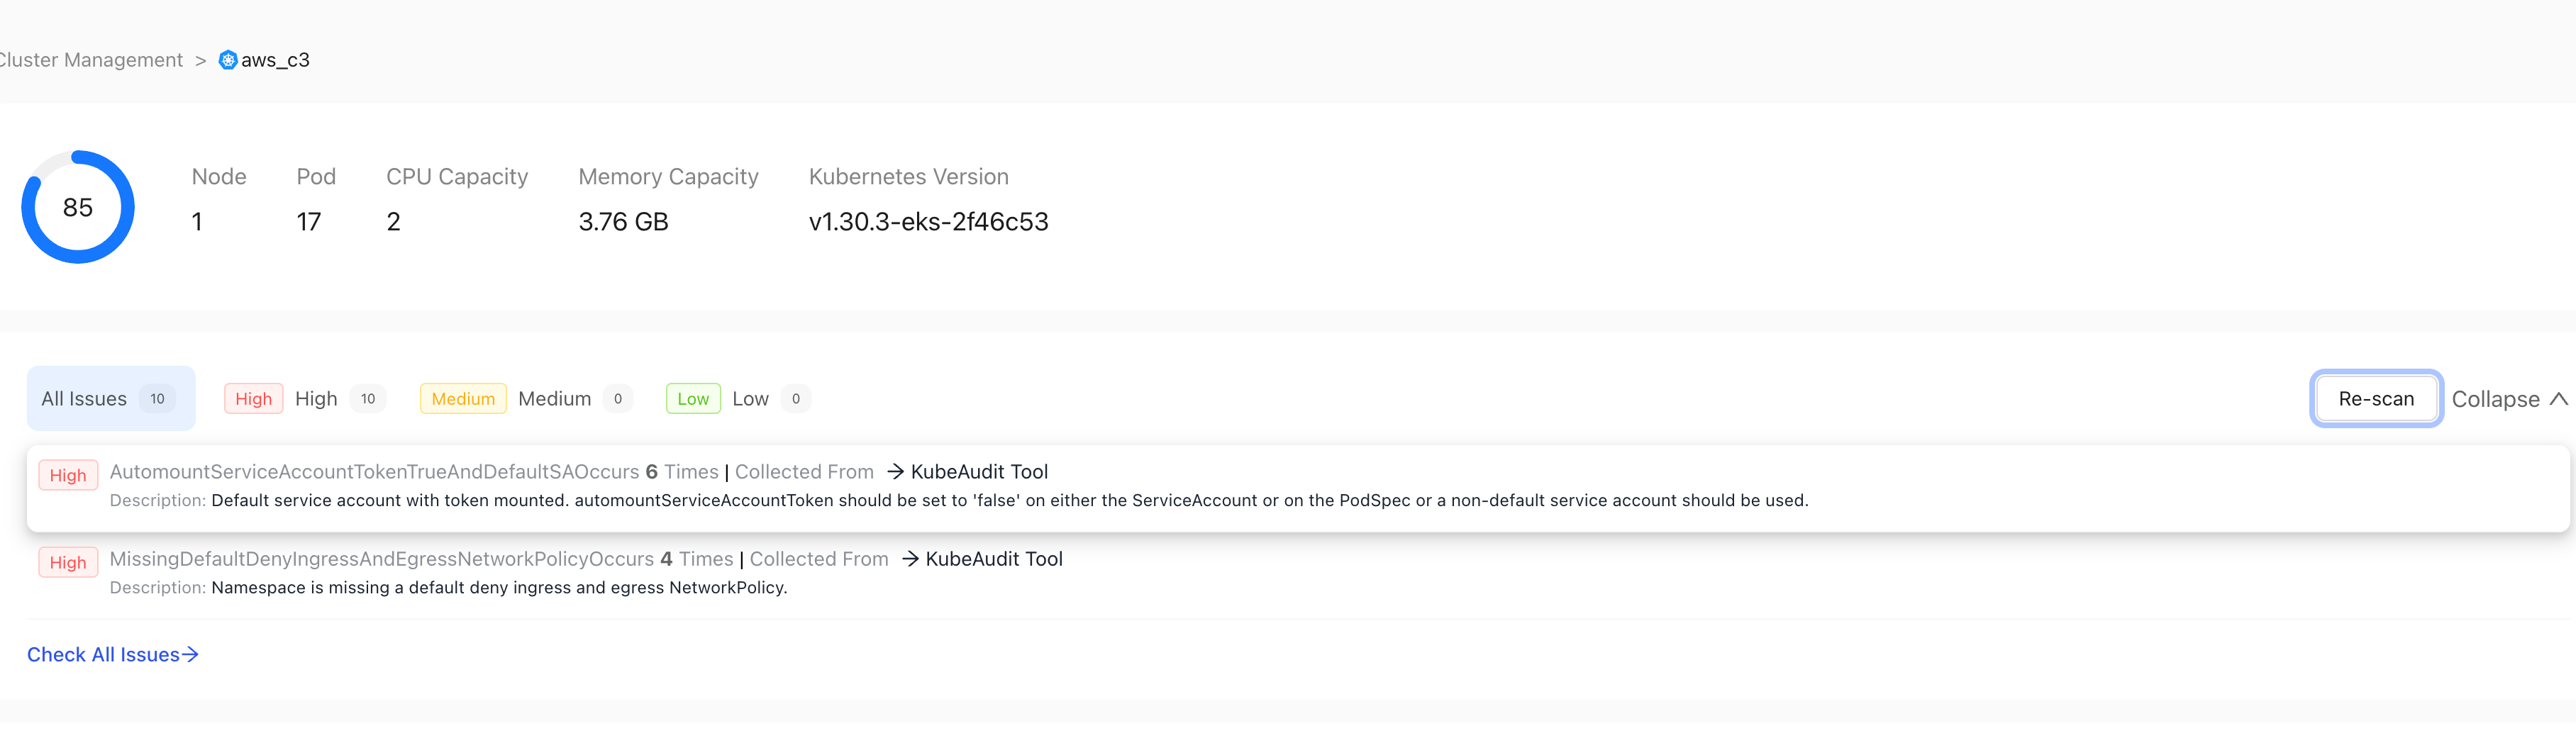 Cluster Management > aws_c3
85
Node Pod CPU Capacity Memory Capacity Kubernetes Version
1 17 2 3.76 GB v1.30.3-eks-2f46c53
All Issues 10 High High 10 Medium Medium 0 Low Low 0 Re-scan Collapse
High AutomountServiceAccountTokenTrueAndDefaultSAOccurs 6 Times | Collected From → KubeAudit Tool
Description: Default service account with token mounted. automountServiceAccountToken should be set to 'false' on either the ServiceAccount or on the PodSpec or a non-default service account should be used.
High MissingDefaultDenyIngressAndEgressNetworkPolicyOccurs 4 Times | Collected From → KubeAudit Tool
Description: Namespace is missing a default deny ingress and egress NetworkPolicy.
Check All Issues→